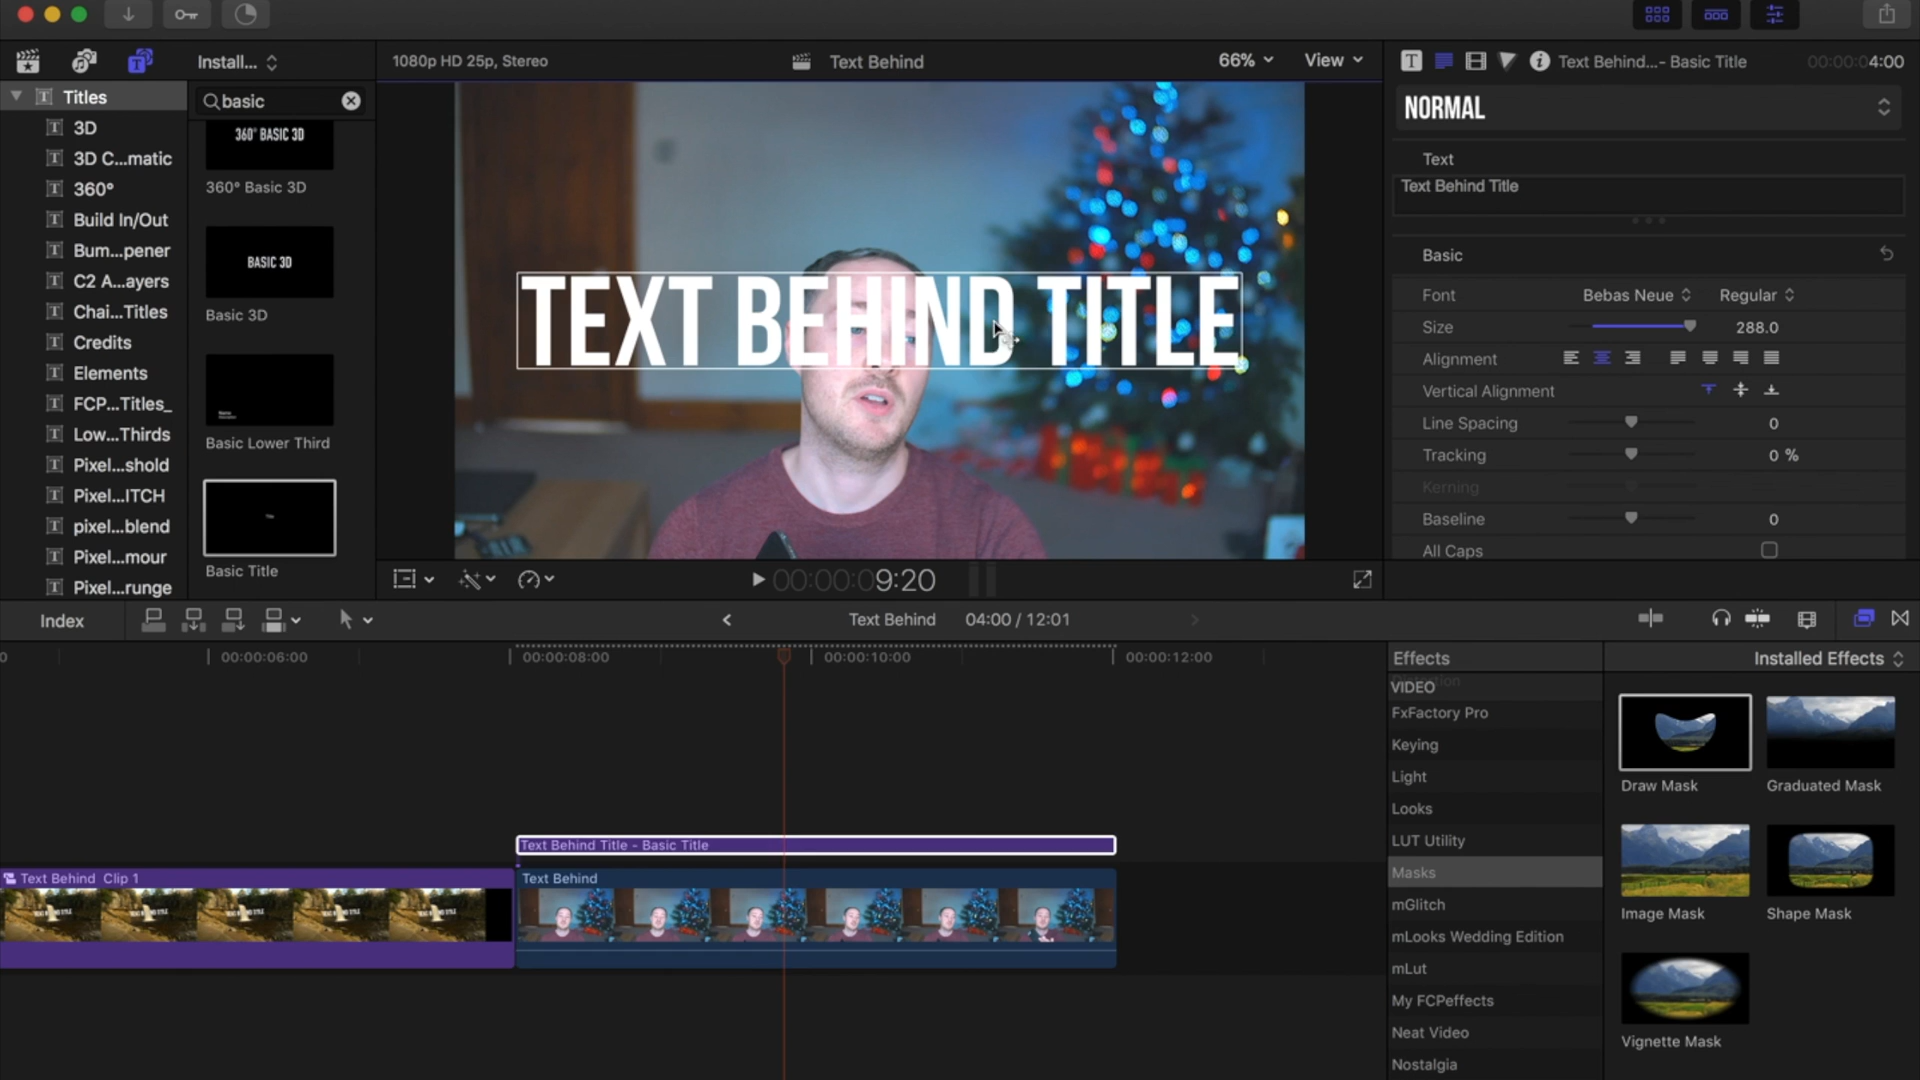 Install...
1080p HD 25p, Stereo
Text Behind
66%
View
Text Behind...- Basic Title
00:00:04:00
Titles
3D
3D C...matic
360°
Build In/Out
Bum...pener
C2 A...ayers
Chai...Titles
Credits
Elements
FCP...Titles_
Low...Thirds
Pixel...shold
Pixel...ITCH
pixel...blend
Pixel...mour
Pixel...runge
basic
360° BASIC 3D
360° Basic 3D
BASIC 3D
Basic 3D
Basic Lower Third
Title
Basic Title
TEXT BEHIND TITLE
00:00:09:20
NORMAL
Text
Text Behind Title
Basic
Font
Bebas Neue
Regular
Size
288.0
Alignment
Vertical Alignment
Line Spacing
0
Tracking
0 %
Kerning
Baseline
0
All Caps
Index
Text Behind
04:00 / 12:01
0
00:00:06:00
00:00:08:00
00:00:10:00
00:00:12:00
Text Behind Title - Basic Title
Text Behind Clip 1
Text Behind
Effects
Installed Effects
VIDEO
FxFactory Pro
Keying
Light
Looks
LUT Utility
Masks
mGlitch
mLooks Wedding Edition
mLut
My FCPeffects
Neat Video
Nostalgia
Draw Mask
Graduated Mask
Image Mask
Shape Mask
Vignette Mask